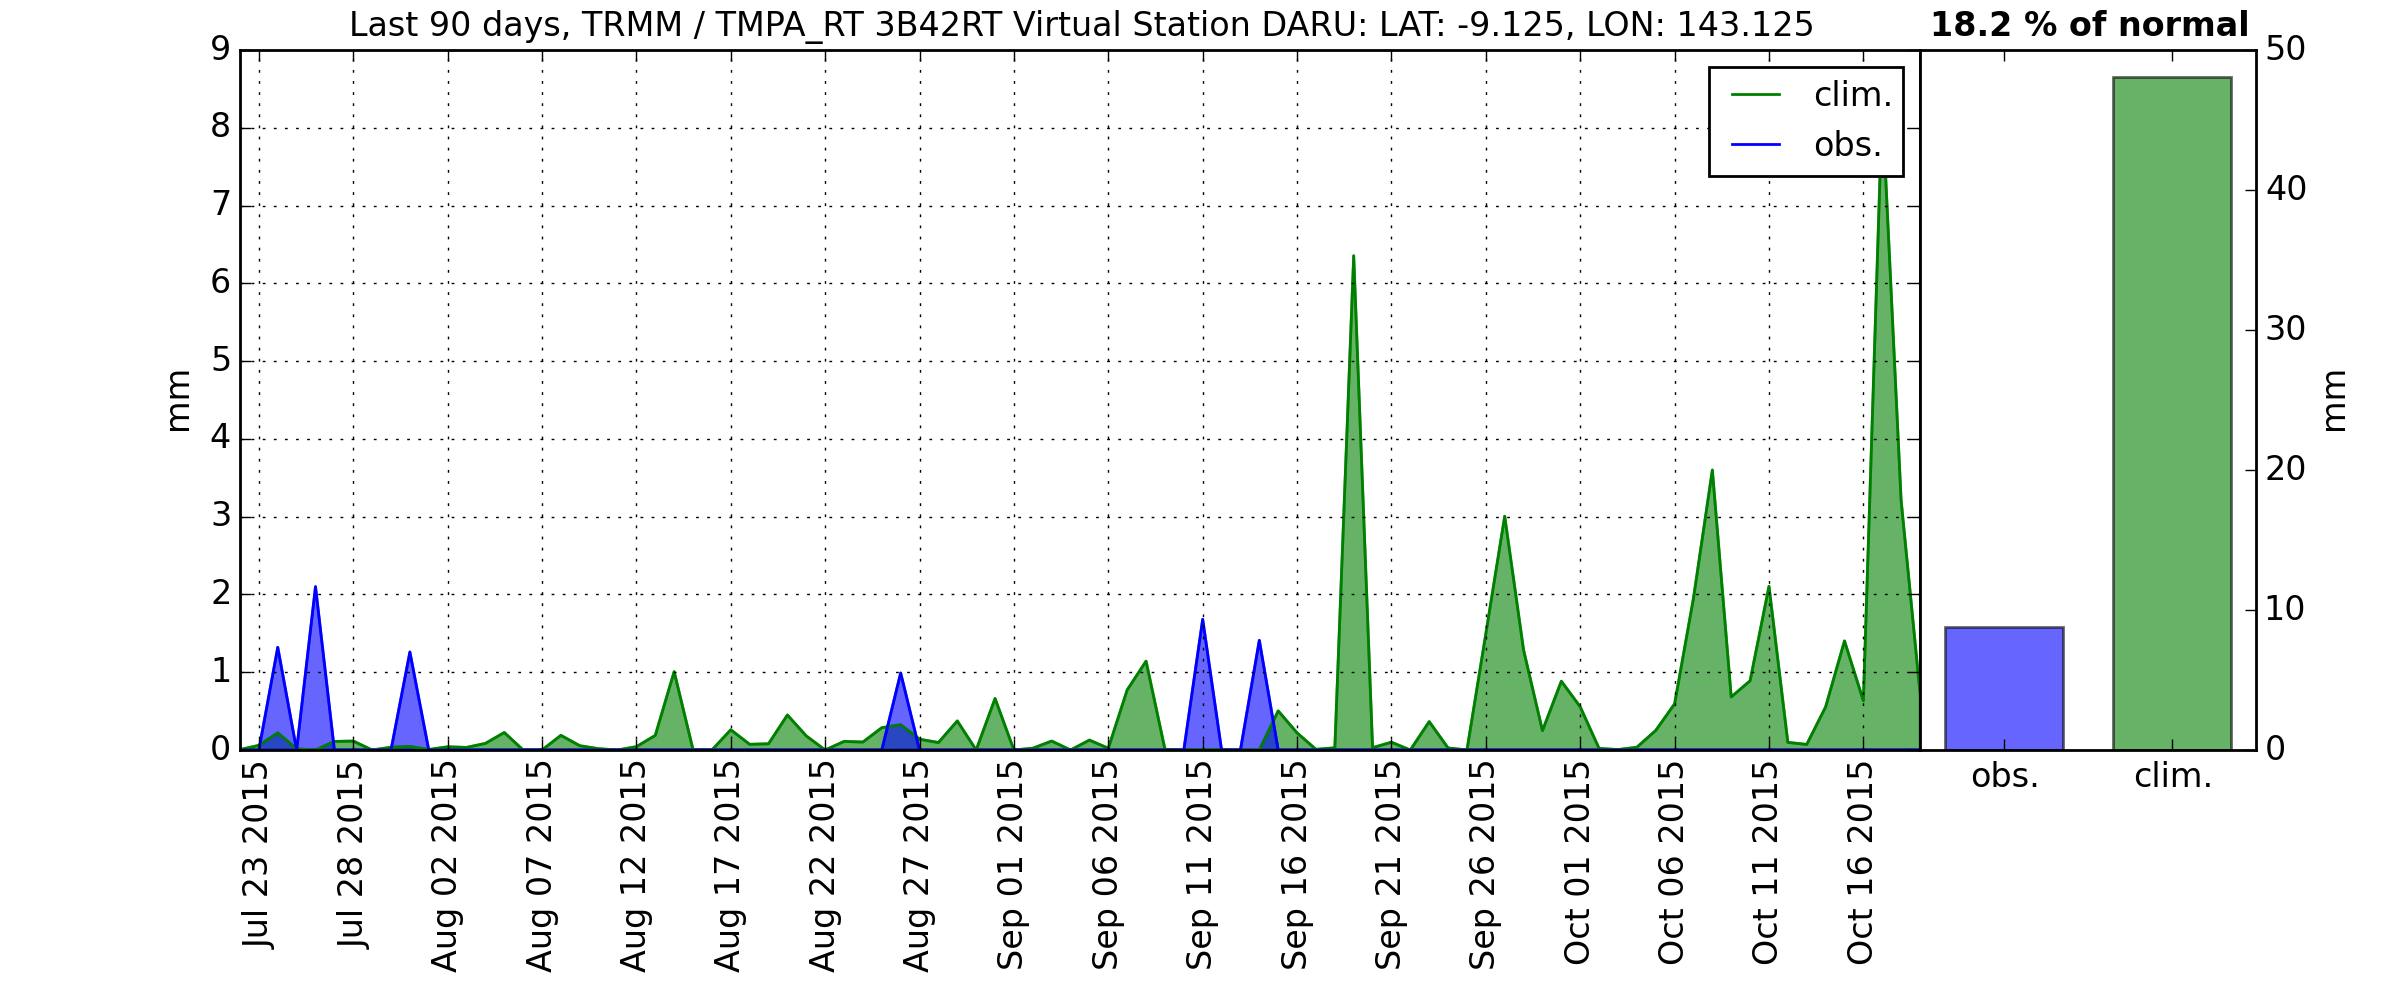 Last 90 days, TRMM / TMPA_RT 3B42RT Virtual Station DARU: LAT: -9.125, LON: 143.125
18.2 % of normal
9
8
7
6
5
4
3
2
1
0
mm
clim.
obs.
Jul 23 2015
Jul 28 2015
Aug 02 2015
Aug 07 2015
Aug 12 2015
Aug 17 2015
Aug 22 2015
Aug 27 2015
Sep 01 2015
Sep 06 2015
Sep 11 2015
Sep 16 2015
Sep 21 2015
Sep 26 2015
Oct 01 2015
Oct 06 2015
Oct 11 2015
Oct 16 2015
obs.
clim.
50
40
30
20
10
0
mm